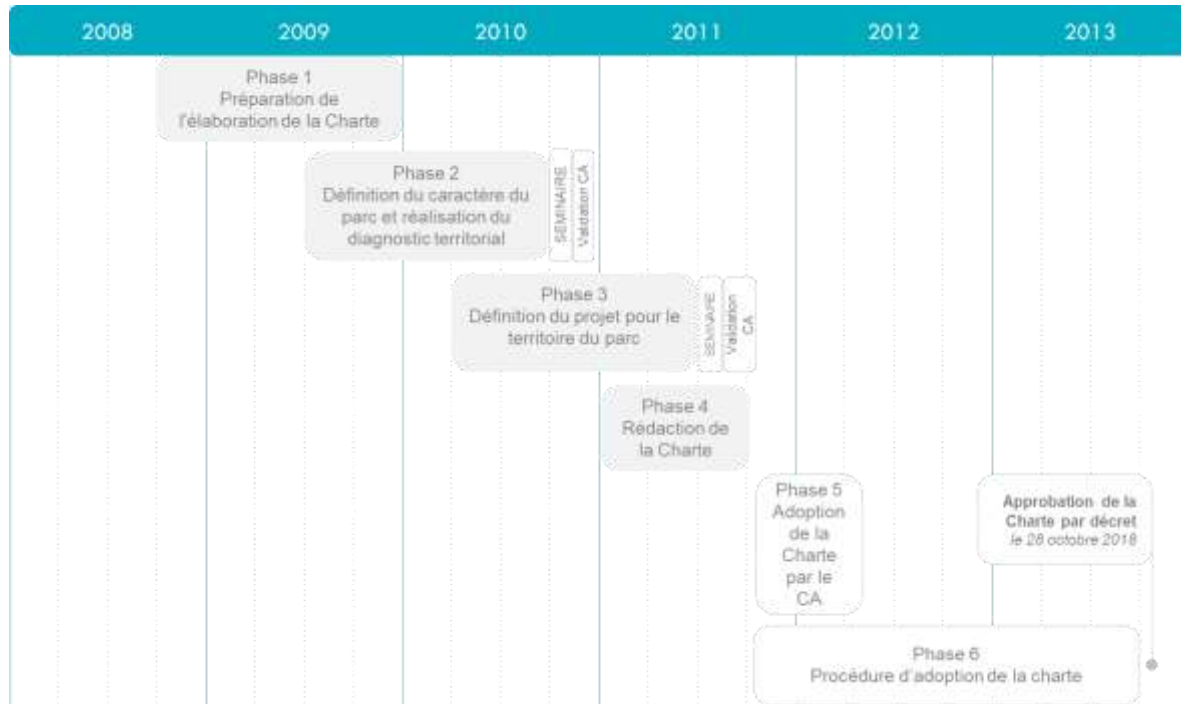 2008 2009 2010 2011 2012 2013
Phase 1
Préparation de
l'élaboration de la Charte
Phase 2
Définition du caractère du
parc et réalisation du
diagnostic territorial
SEMINAIRE
Validation CA
Phase 3
Définition du projet pour le
territoire du parc
SEMINAIRE
Validation
CA
Phase 4
Rédaction de
la Charte
Phase 5
Adoption
de la
Charte
par le
CA
Approbation de la
Charte par décret
le 28 octobre 2018
Phase 6
Procédure d'adoption de la charte